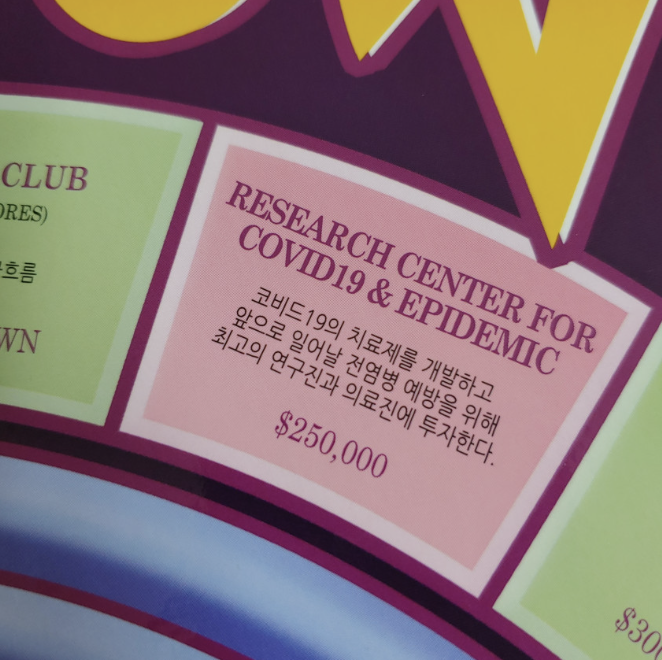 CLUB
ORES)
흐름
WN
RESEARCH CENTER FOR
COVID19 & EPIDEMIC
코비드19의 치료제를 개발하고
앞으로 일어날 전염병 예방을 위해
최고의 연구진과 의료진에 투자한다.
$250,000